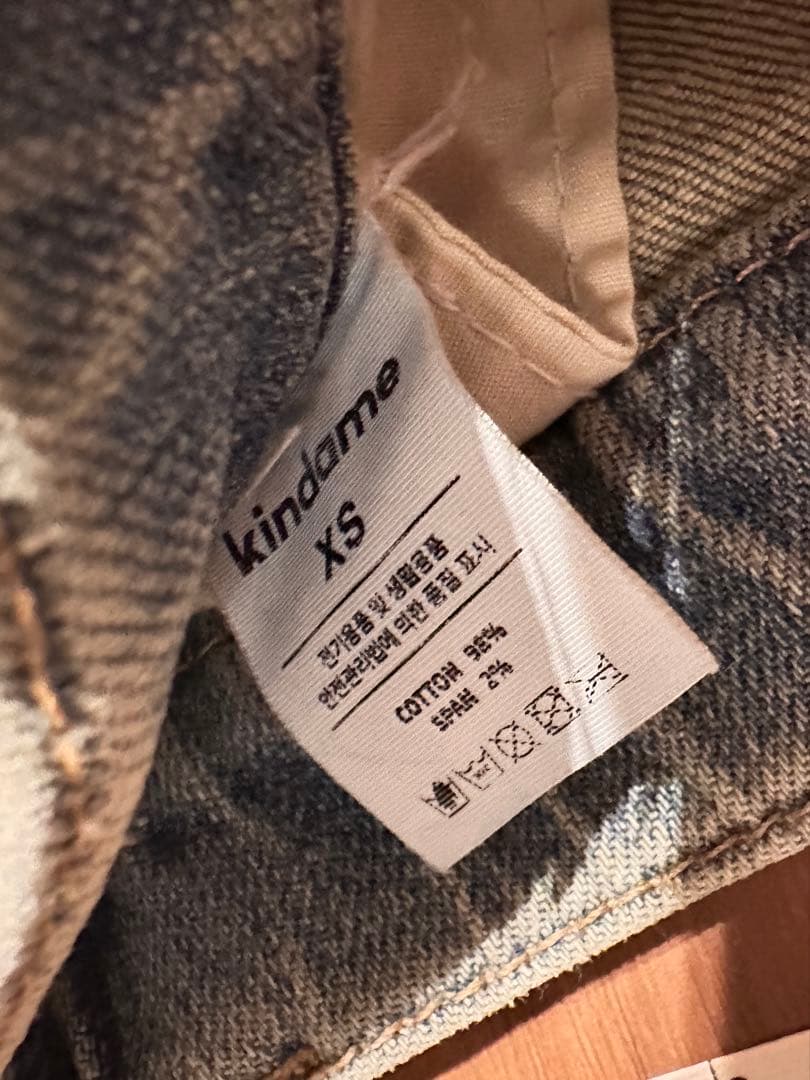 kindame
XS
전기용품 및 생활용품
안전관리법에 의한 품질 표시
COTTON 98%
SPAN 2%